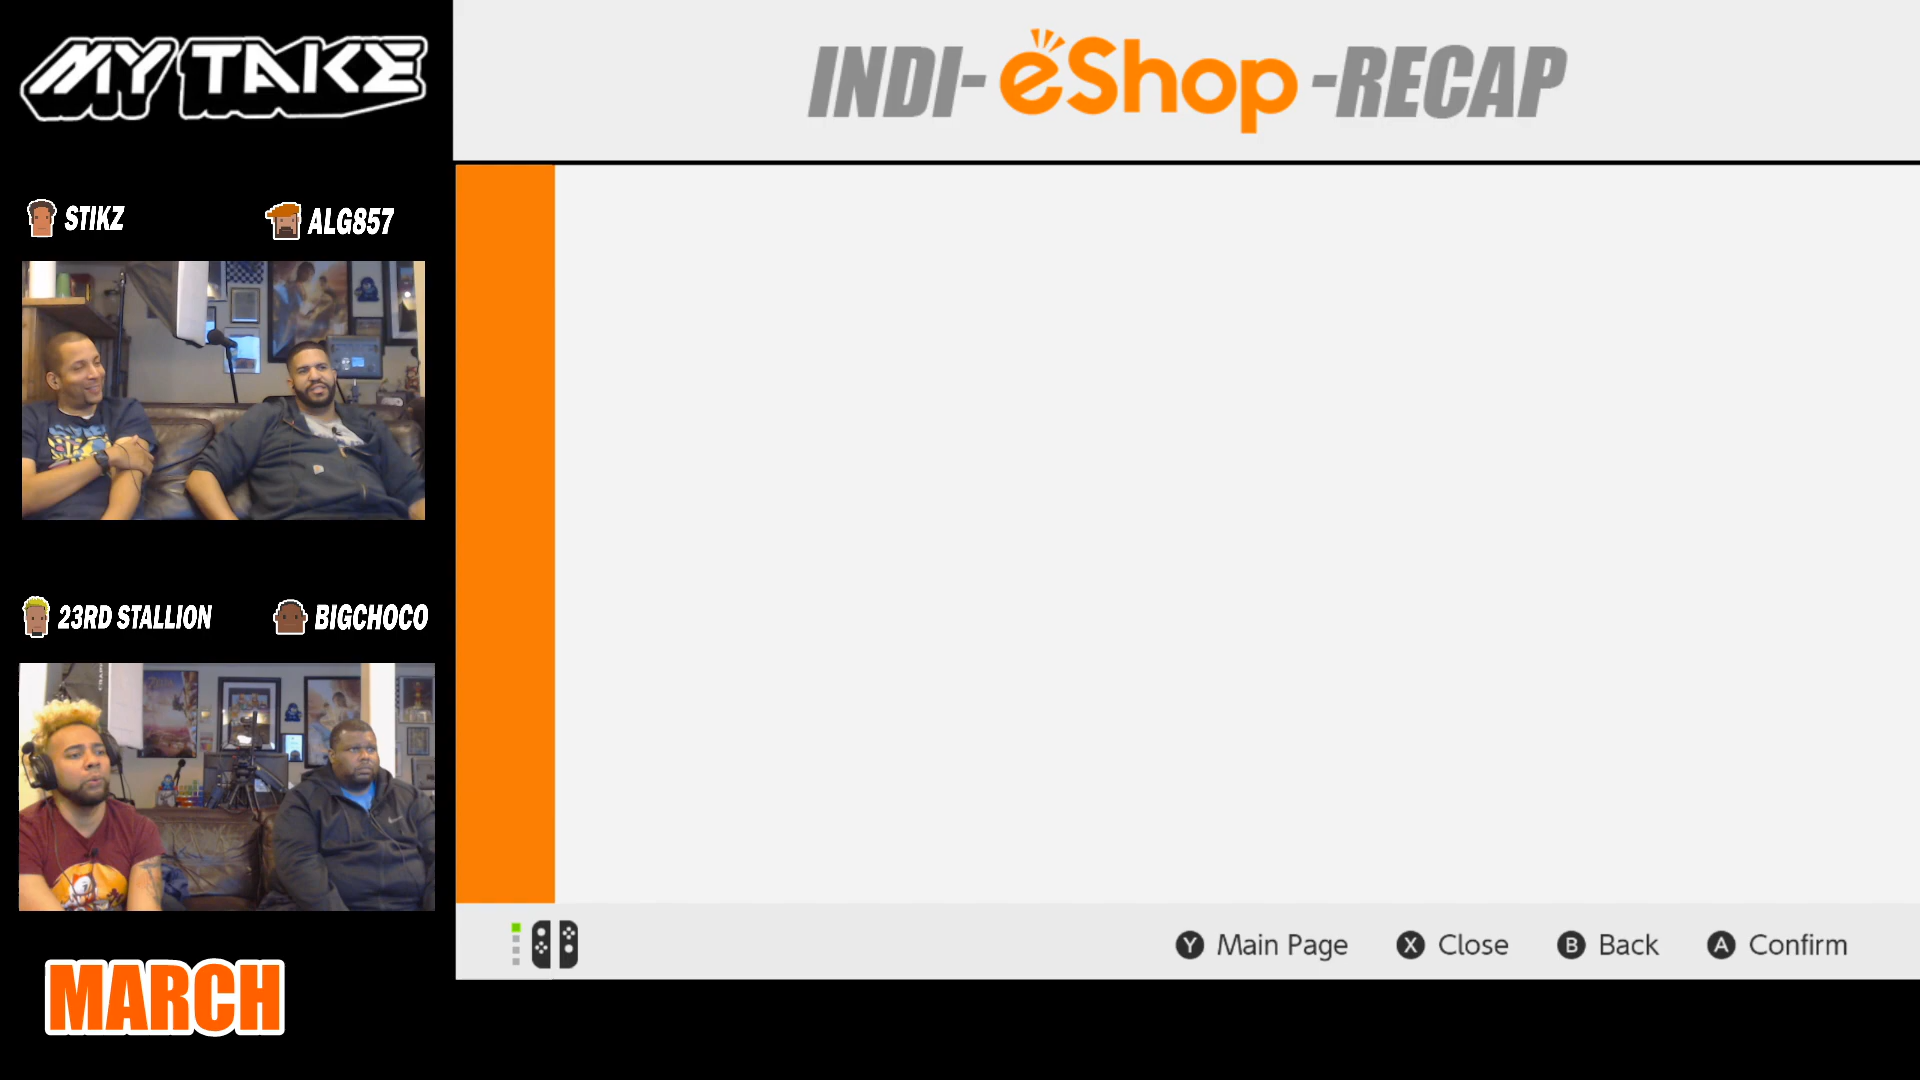 MY TAKE
INDI-eShop-RECAP
STIKZ
ALG857
23RD STALLION
BIGCHOCO
Y Main Page
X Close
B Back
A Confirm
MARCH